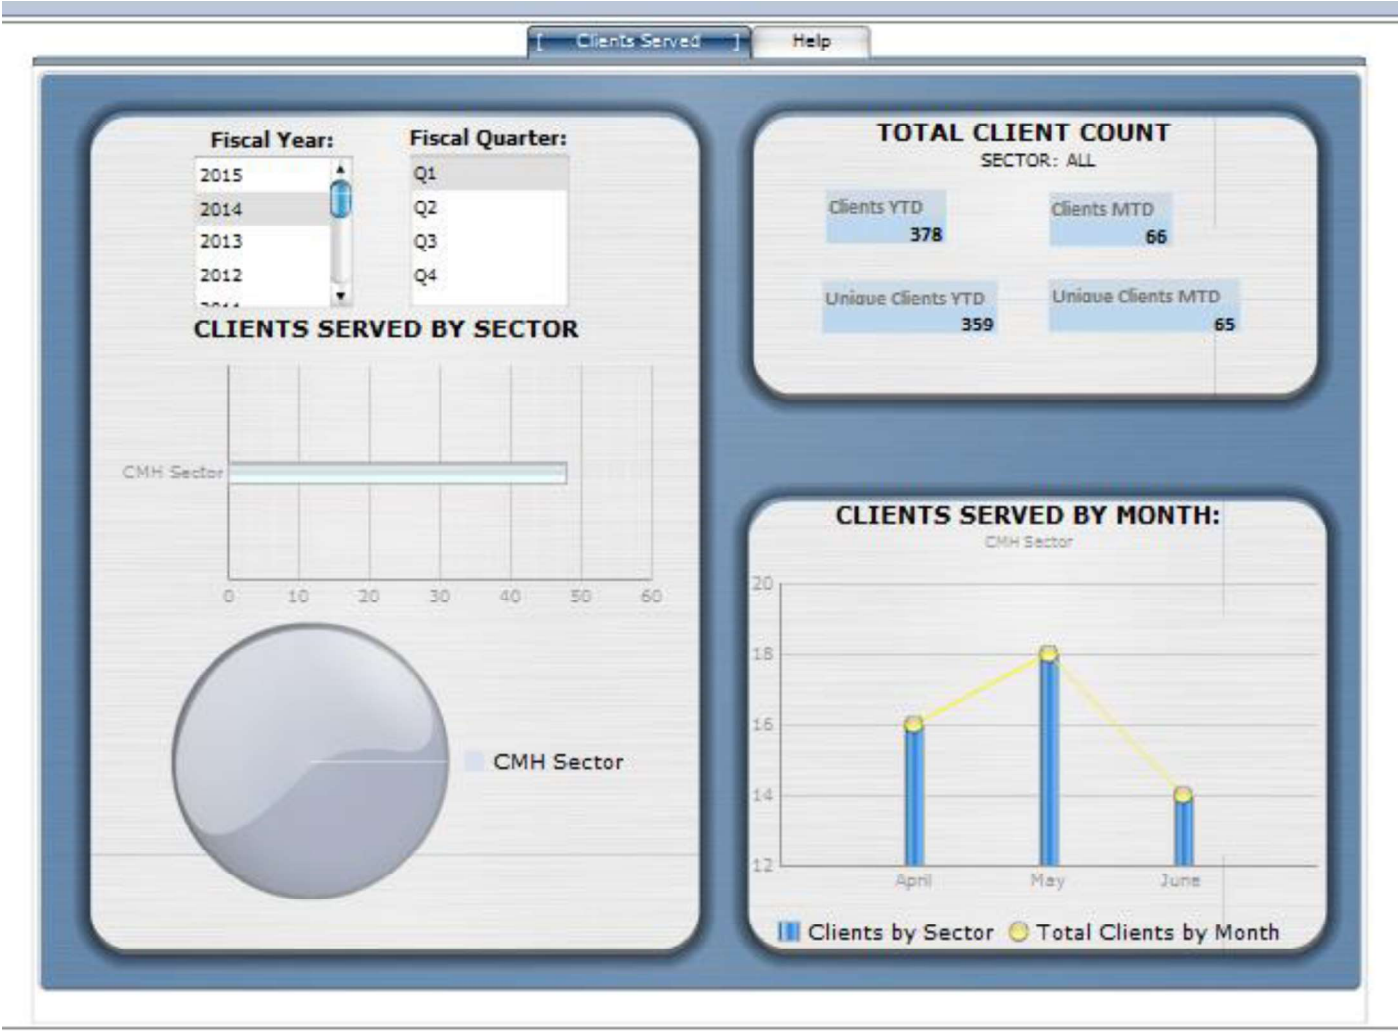 [ Clients Served ] Help
Fiscal Year:
2015
2014
2013
2012
Fiscal Quarter:
Q1
Q2
Q3
Q4
CLIENTS SERVED BY SECTOR
CMH Sector
0 10 20 30 40 50 60
CMH Sector
TOTAL CLIENT COUNT
SECTOR: ALL
Clients YTD
378
Clients MTD
66
Unique Clients YTD
359
Unique Clients MTD
65
CLIENTS SERVED BY MONTH:
CMH Sector
20
18
16
14
12
April May June
Clients by Sector Total Clients by Month